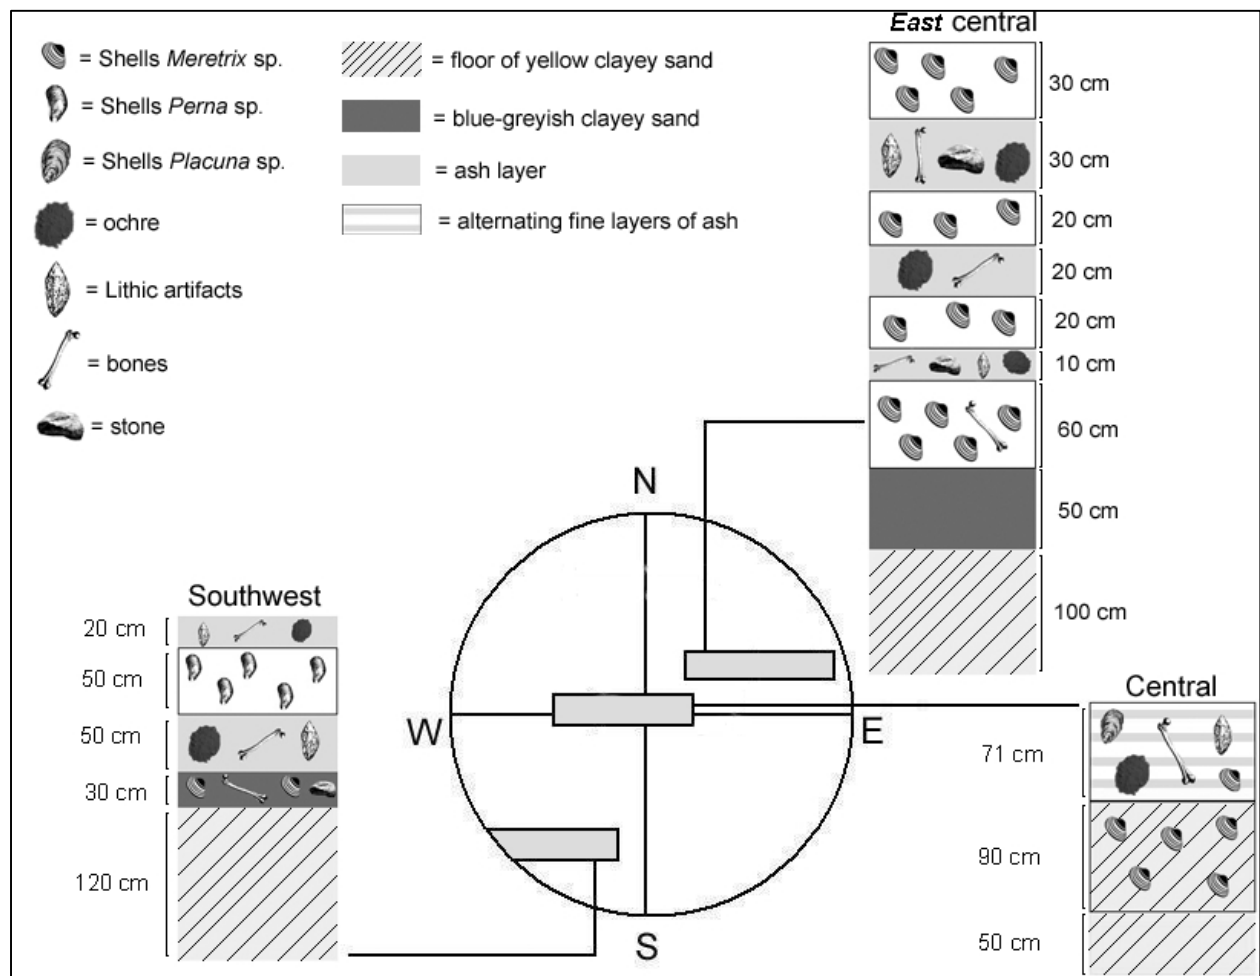 = Shells Meretrix sp.
= Shells Perna sp.
= Shells Placuna sp.
= ochre
= Lithic artifacts
= bones
= stone
= floor of yellow clayey sand
= blue-greyish clayey sand
= ash layer
= alternating fine layers of ash
East central
30 cm
30 cm
20 cm
20 cm
20 cm
10 cm
60 cm
50 cm
100 cm
N
W
E
S
Southwest
20 cm
50 cm
50 cm
30 cm
120 cm
Central
71 cm
90 cm
50 cm